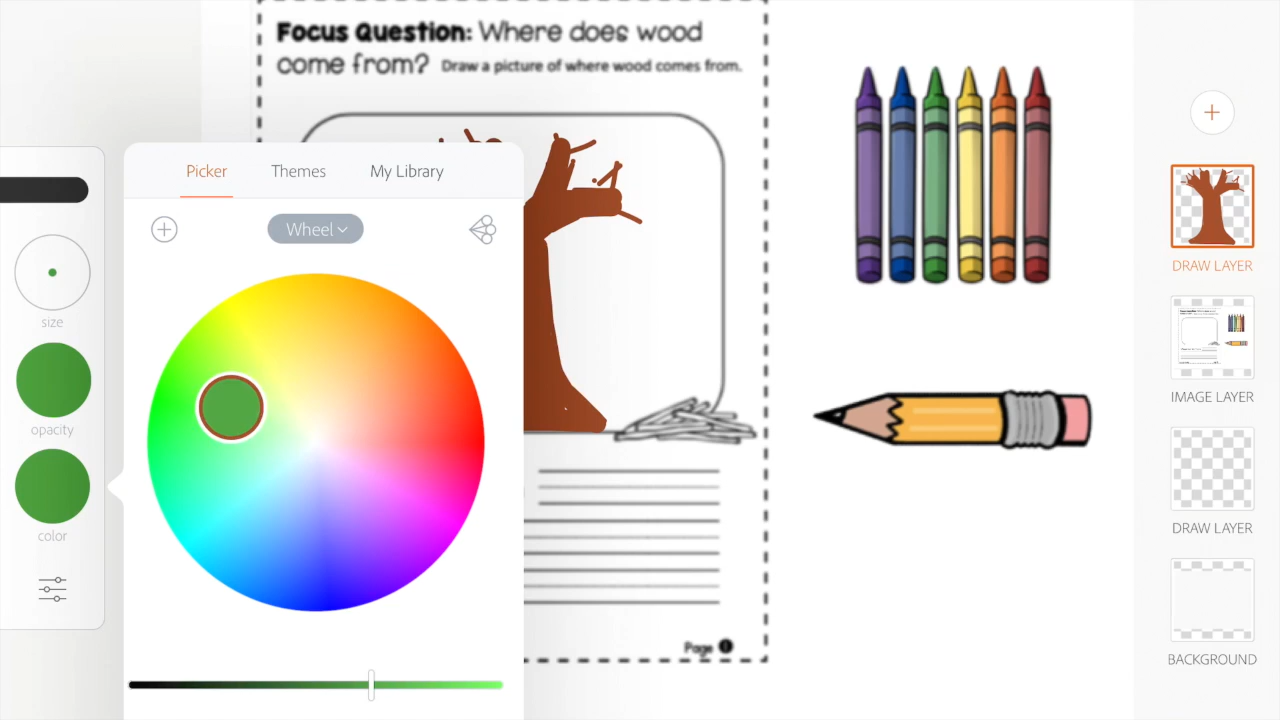 Focus Question: Where does wood
come from? Draw a picture of where wood comes from.
Picker
Themes
My Library
Wheel
size
opacity
color
Page 1
DRAW LAYER
IMAGE LAYER
DRAW LAYER
BACKGROUND